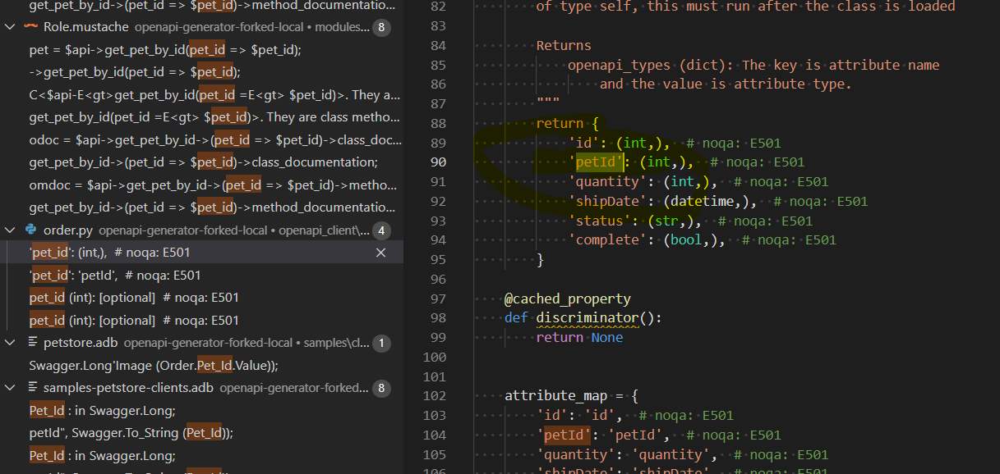 get_pet_by_id->(pet_id => $pet_id)->method_documentatio...
Role.mustache openapi-generator-forked-local • modules... 8
pet = $api->get_pet_by_id(pet_id => $pet_id);
->get_pet_by_id(pet_id => $pet_id);
C<$api-E<gt>get_pet_by_id(pet_id =E<gt> $pet_id)>. They a...
get_pet_by_id(pet_id =E<gt> $pet_id)>. They are class metho...
odoc = $api->get_pet_by_id->(pet_id => $pet_id)->class_doc...
get_pet_by_id->(pet_id => $pet_id)->class_documentation;
omdoc = $api->get_pet_by_id->(pet_id => $pet_id)->metho...
get_pet_by_id->(pet_id => $pet_id)->method_documentatio...
order.py openapi-generator-forked-local • openapi_client\... 4
'pet_id': (int,), # noqa: E501
'pet_id': 'petId', # noqa: E501
pet_id (int): [optional] # noqa: E501
pet_id (int): [optional] # noqa: E501
petstore.adb openapi-generator-forked-local • samples\cl... 1
Swagger.Long'Image (Order.Pet_Id.Value));
samples-petstore-clients.adb openapi-generator-forked... 8
Pet_Id : in Swagger.Long;
petId", Swagger.To_String (Pet_Id));
Pet_Id : in Swagger.Long;
82 of type self, this must run after the class is loaded
83
84 Returns
85 openapi_types (dict): The key is attribute name
86 and the value is attribute type.
87 """
88 return {
89 'id': (int,), # noqa: E501
90 'petId': (int,), # noqa: E501
91 'quantity': (int,), # noqa: E501
92 'shipDate': (datetime,), # noqa: E501
93 'status': (str,), # noqa: E501
94 'complete': (bool,), # noqa: E501
95 }
96
97 @cached_property
98 def discriminator():
99 return None
100
101
102 attribute_map = {
103 'id': 'id', # noqa: E501
104 'petId': 'petId', # noqa: E501
105 'quantity': 'quantity', # noqa: E501
106 'shipDate': 'shipDate', # noqa: E501